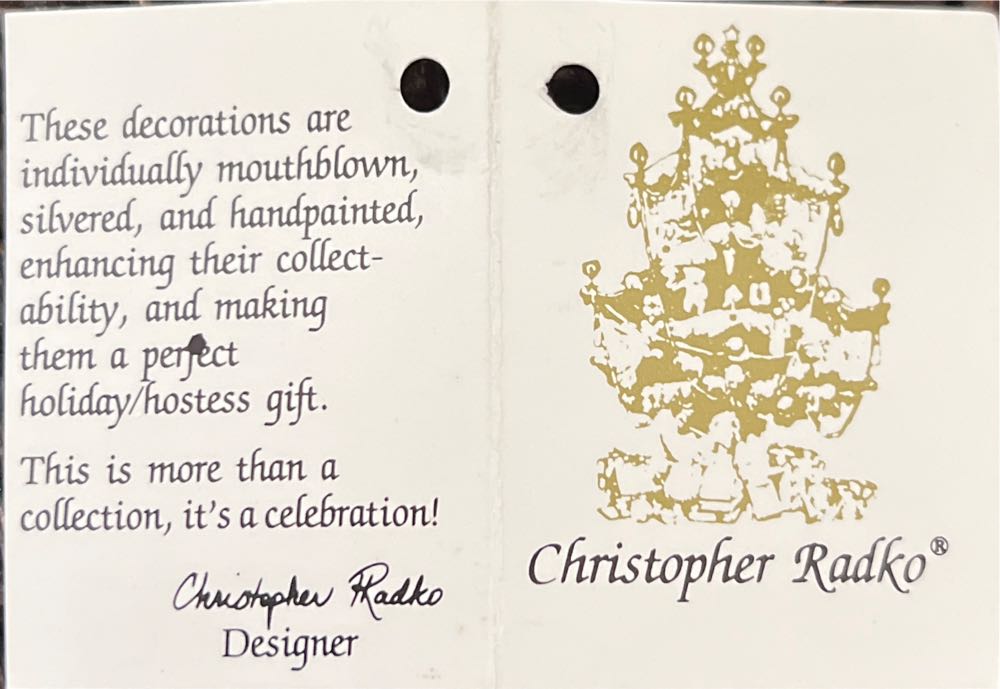 These decorations are
individually mouthblown,
silvered, and handpainted,
enhancing their collect-
ability, and making
them a perfect
holiday/hostess gift.
This is more than a
collection, it's a celebration!
Christopher Radko
Designer
Christopher Radko®